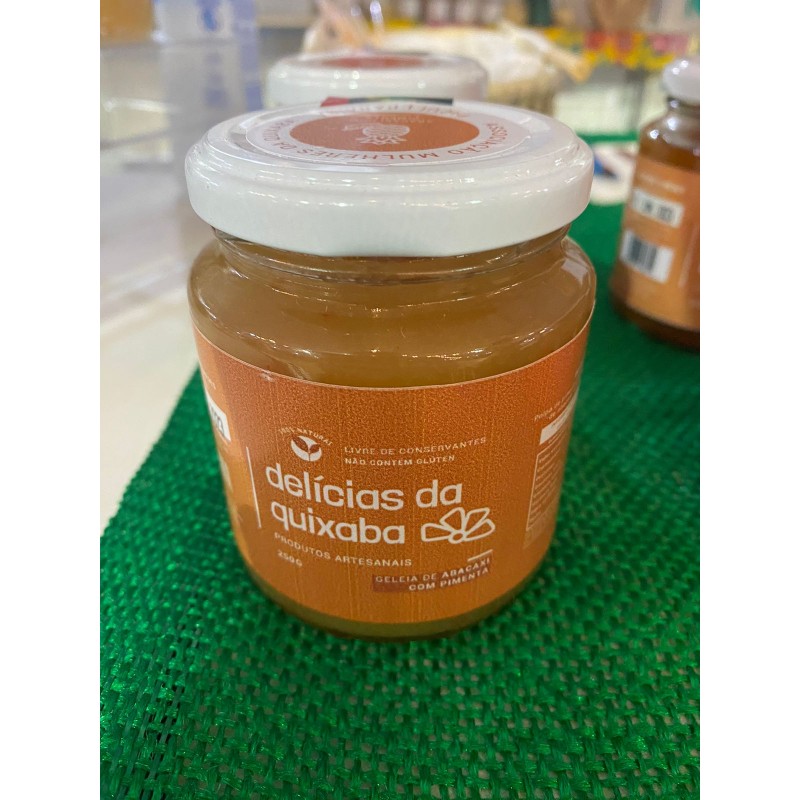 ASSOCIAÇÃO MULHERES DA
100% NATURAL
LIVRE DE CONSERVANTES
NÃO CONTÉM GLÚTEN
delícias da
quixaba
PRODUTOS ARTESANAIS
250G
GELEIA DE ABACAXI
COM PIMENTA